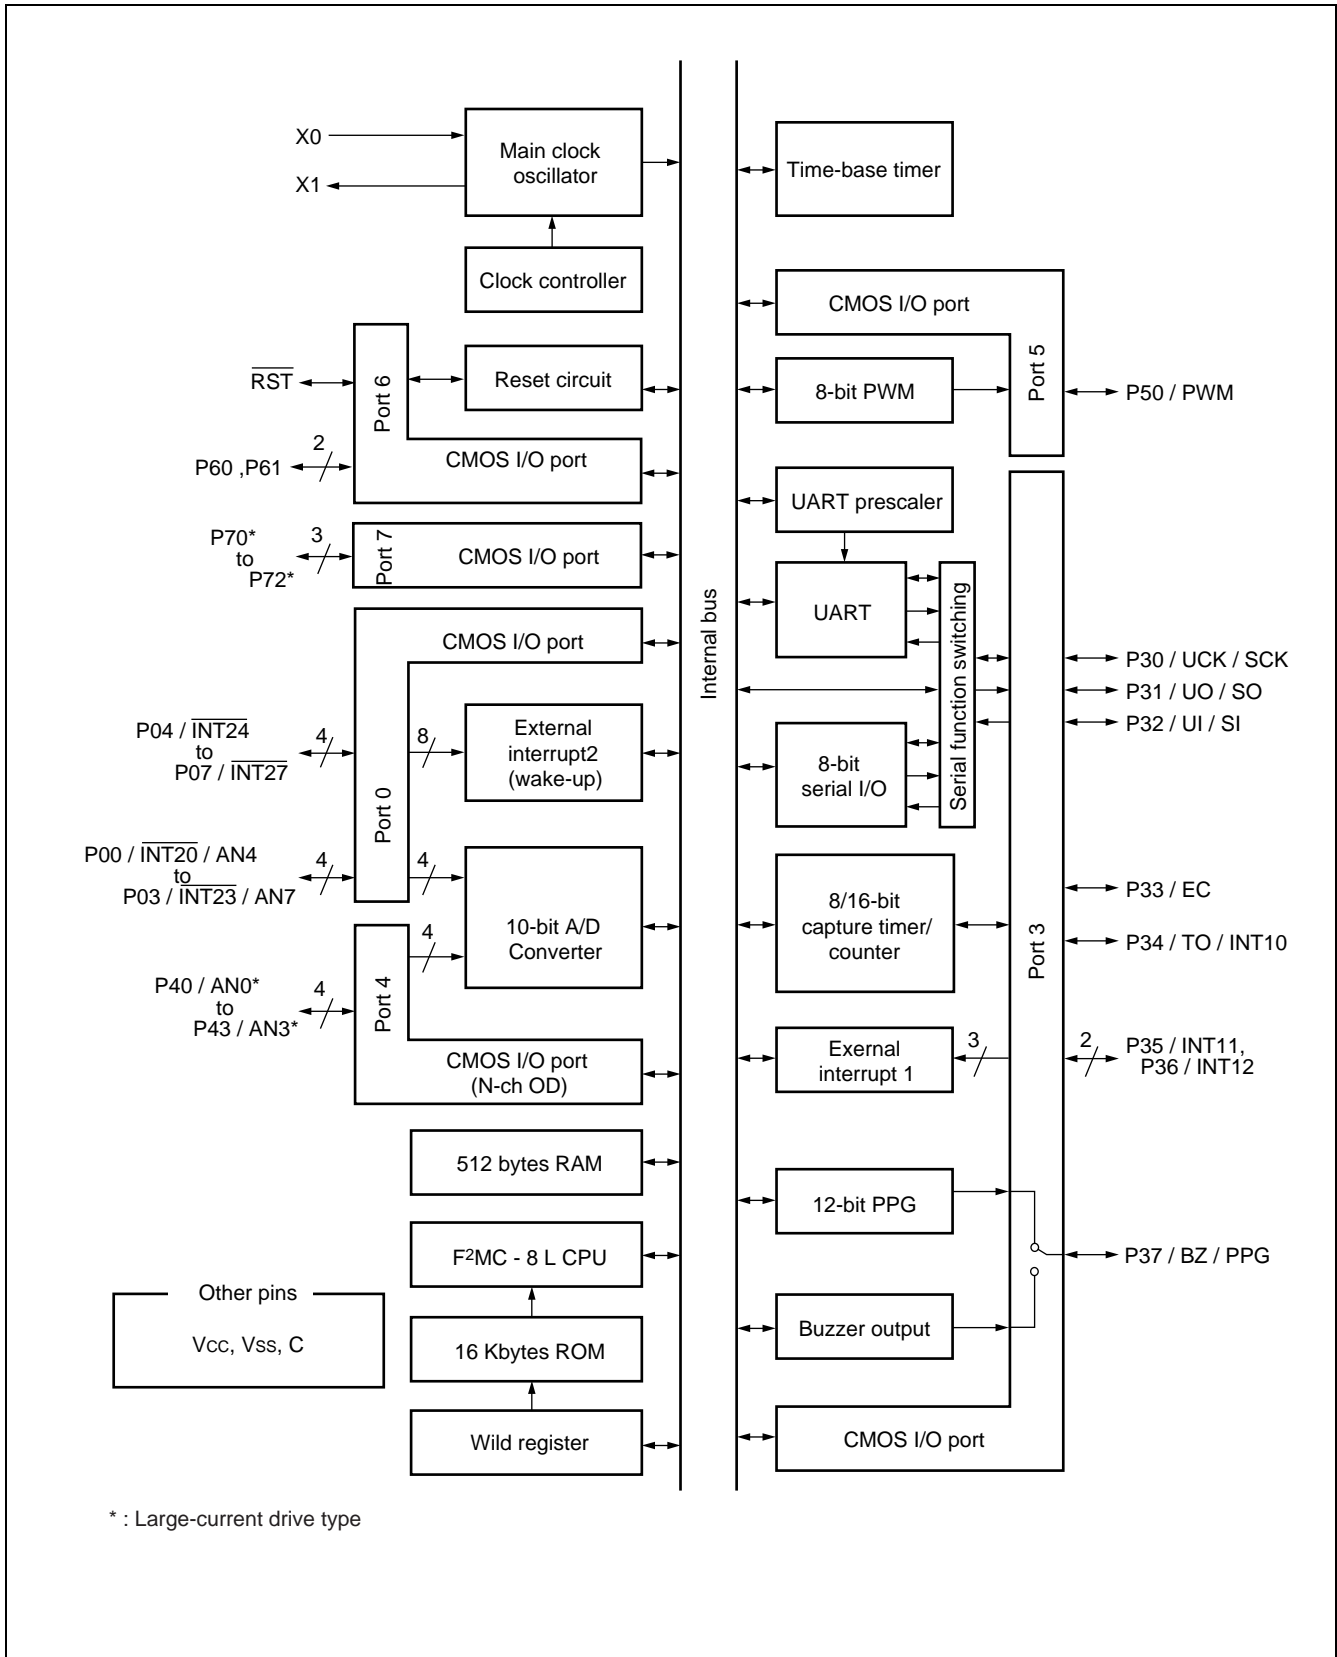 X0
X1
Main clock
oscillator
Clock controller
RST
Port 6
Reset circuit
P60 ,P61
2
CMOS I/O port
P70*
to
P72*
3
Port 7
CMOS I/O port
CMOS I/O port
P04 / INT24
to
P07 / INT27
4
Port 0
8
External
interrupt2
(wake-up)
P00 / INT20 / AN4
to
P03 / INT23 / AN7
4
4
10-bit A/D
Converter
4
P40 / AN0*
to
P43 / AN3*
4
Port 4
CMOS I/O port
(N-ch OD)
512 bytes RAM
F²MC - 8 L CPU
16 Kbytes ROM
Wild register
Other pins
VCC, VSS, C
* : Large-current drive type
Internal bus
Time-base timer
CMOS I/O port
Port 5
8-bit PWM
P50 / PWM
UART prescaler
UART
Serial function switching
8-bit
serial I/O
P30 / UCK / SCK
P31 / UO / SO
P32 / UI / SI
8/16-bit
capture timer/
counter
Port 3
P33 / EC
P34 / TO / INT10
Exernal
interrupt 1
3
2
P35 / INT11,
P36 / INT12
12-bit PPG
P37 / BZ / PPG
Buzzer output
CMOS I/O port